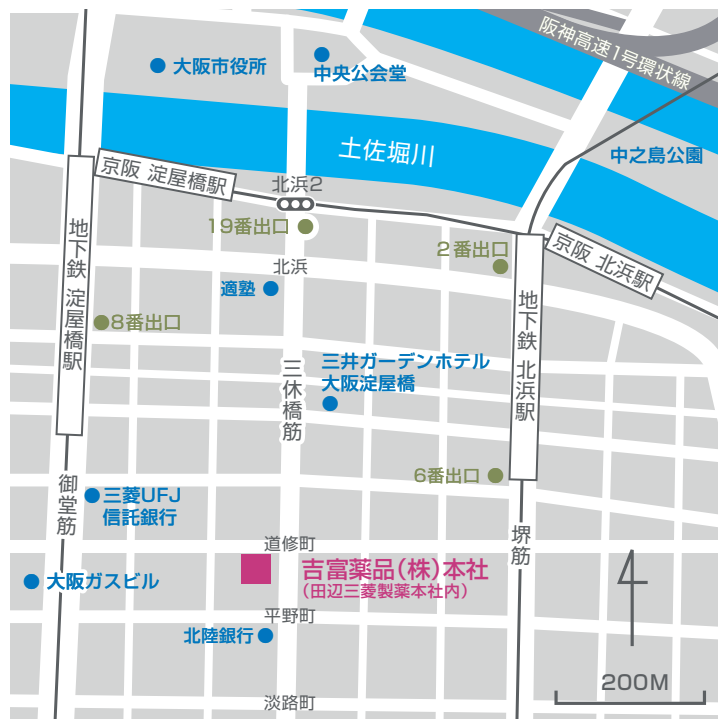 阪神高速1号環状線
大阪市役所
中央公会堂
土佐堀川
中之島公園
京阪 淀屋橋駅
北浜2
19番出口
2番出口
京阪 北浜駅
地下鉄 淀屋橋駅
北浜
適塾
8番出口
地下鉄 北浜駅
三井ガーデンホテル
大阪淀屋橋
三休橋筋
6番出口
御堂筋
三菱UFJ
信託銀行
堺筋
道修町
吉富薬品(株)本社
(田辺三菱製薬本社内)
大阪ガスビル
平野町
北陸銀行
200M
淡路町